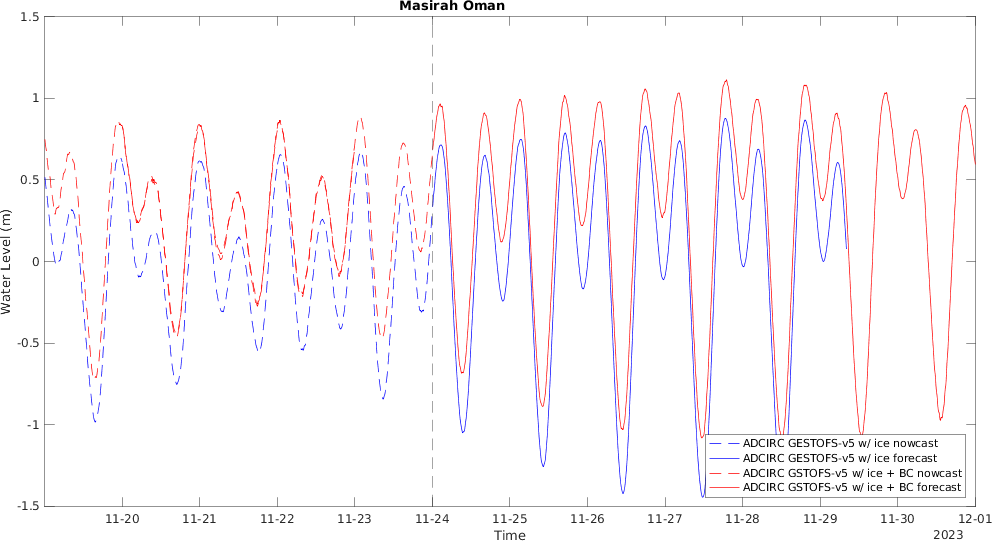 Masirah Oman
1.5
1
0.5
0
-0.5
-1
-1.5
Water Level (m)
11-20
11-21
11-22
11-23
11-24
11-25
11-26
11-27
11-28
11-29
11-30
12-01
Time
2023
ADCIRC GESTOFS-v5 w/ ice nowcast
ADCIRC GESTOFS-v5 w/ ice forecast
ADCIRC GSTOFS-v5 w/ ice + BC nowcast
ADCIRC GSTOFS-v5 w/ ice + BC forecast